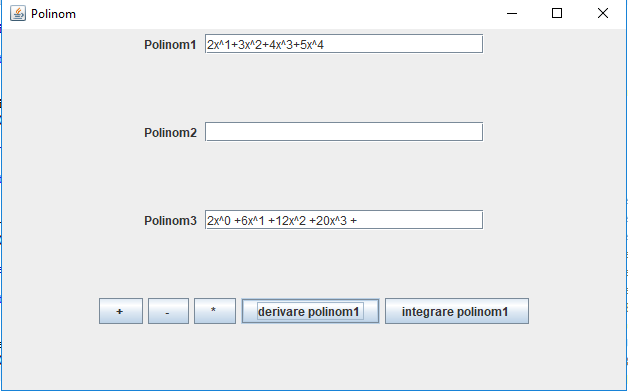 Polinom
Polinom1 2x^1+3x^2+4x^3+5x^4
Polinom2
Polinom3 2x^0 +6x^1 +12x^2 +20x^3 +
+ - * derivare polinom1 integrare polinom1